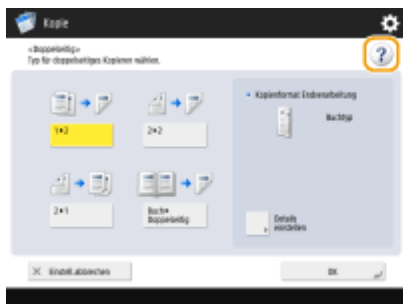 Kopie
<Doppelseitig>
Typ für doppelseitiges Kopieren wählen.
?
1▸2
2▸2
2▸1
Buch▸
Doppelseitig
Kopienformat Endverarbeitung
Buchtyp
Details
einstellen
× Einstell.abbrechen
OK